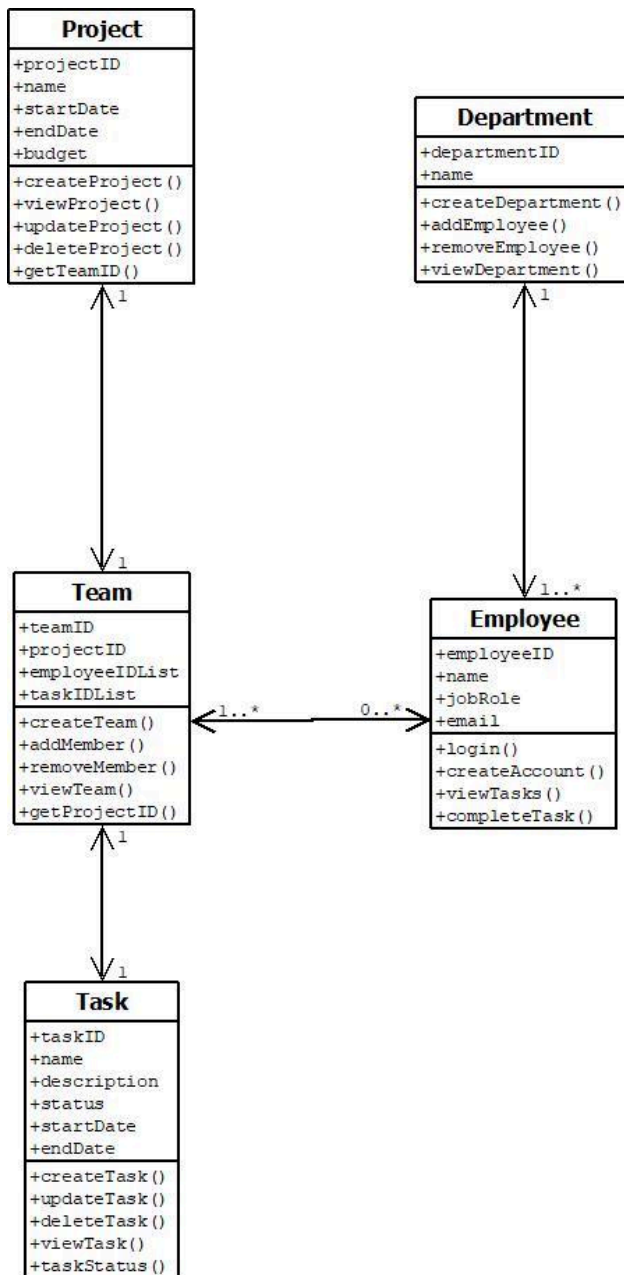 Project
+projectID
+name
+startDate
+endDate
+budget
+createProject()
+viewProject()
+updateProject()
+deleteProject()
+getTeamID()
1
Department
+departmentID
+name
+createDepartment()
+addEmployee()
+removeEmployee()
+viewDepartment()
1
1
Team
+teamID
+projectID
+employeeIDList
+taskIDList
+createTeam()
+addMember()
+removeMember()
+viewTeam()
+getProjectID()
1..*
0..*
1
1..*
Employee
+employeeID
+name
+jobRole
+email
+login()
+createAccount()
+viewTasks()
+completeTask()
1
Task
+taskID
+name
+description
+status
+startDate
+endDate
+createTask()
+updateTask()
+deleteTask()
+viewTask()
+taskStatus()